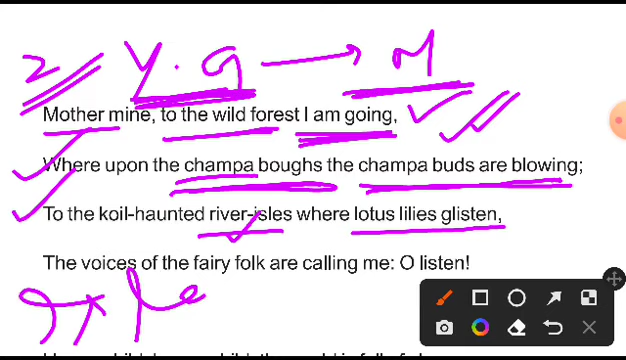 2 Y.G → M
Mother mine, to the wild forest I am going,
Where upon the champa boughs the champa buds are blowing;
To the koil-haunted river-isles where lotus lilies glisten,
The voices of the fairy folk are calling me: O listen!